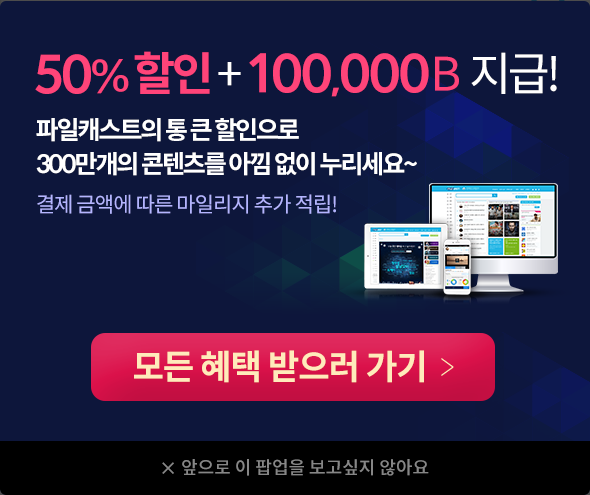 50% 할인 + 100,000B 지급!
파일캐스트의 통 큰 할인으로
300만개의 콘텐츠를 아낌 없이 누리세요~
결제 금액에 따른 마일리지 추가 적립!
모든 혜택 받으러 가기 >
× 앞으로 이 팝업을 보고싶지 않아요